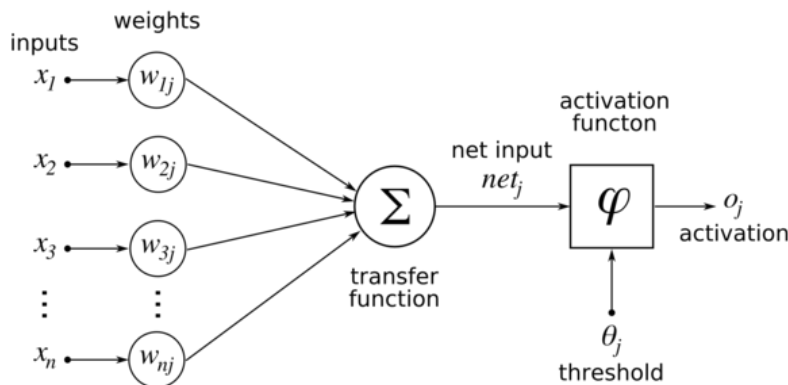 weights
inputs
x1
w1j
x2
w2j
x3
w3j
⋮
⋮
xn
wnj
Σ
transfer
function
net input
netj
activation
functon
φ
oj
activation
θj
threshold